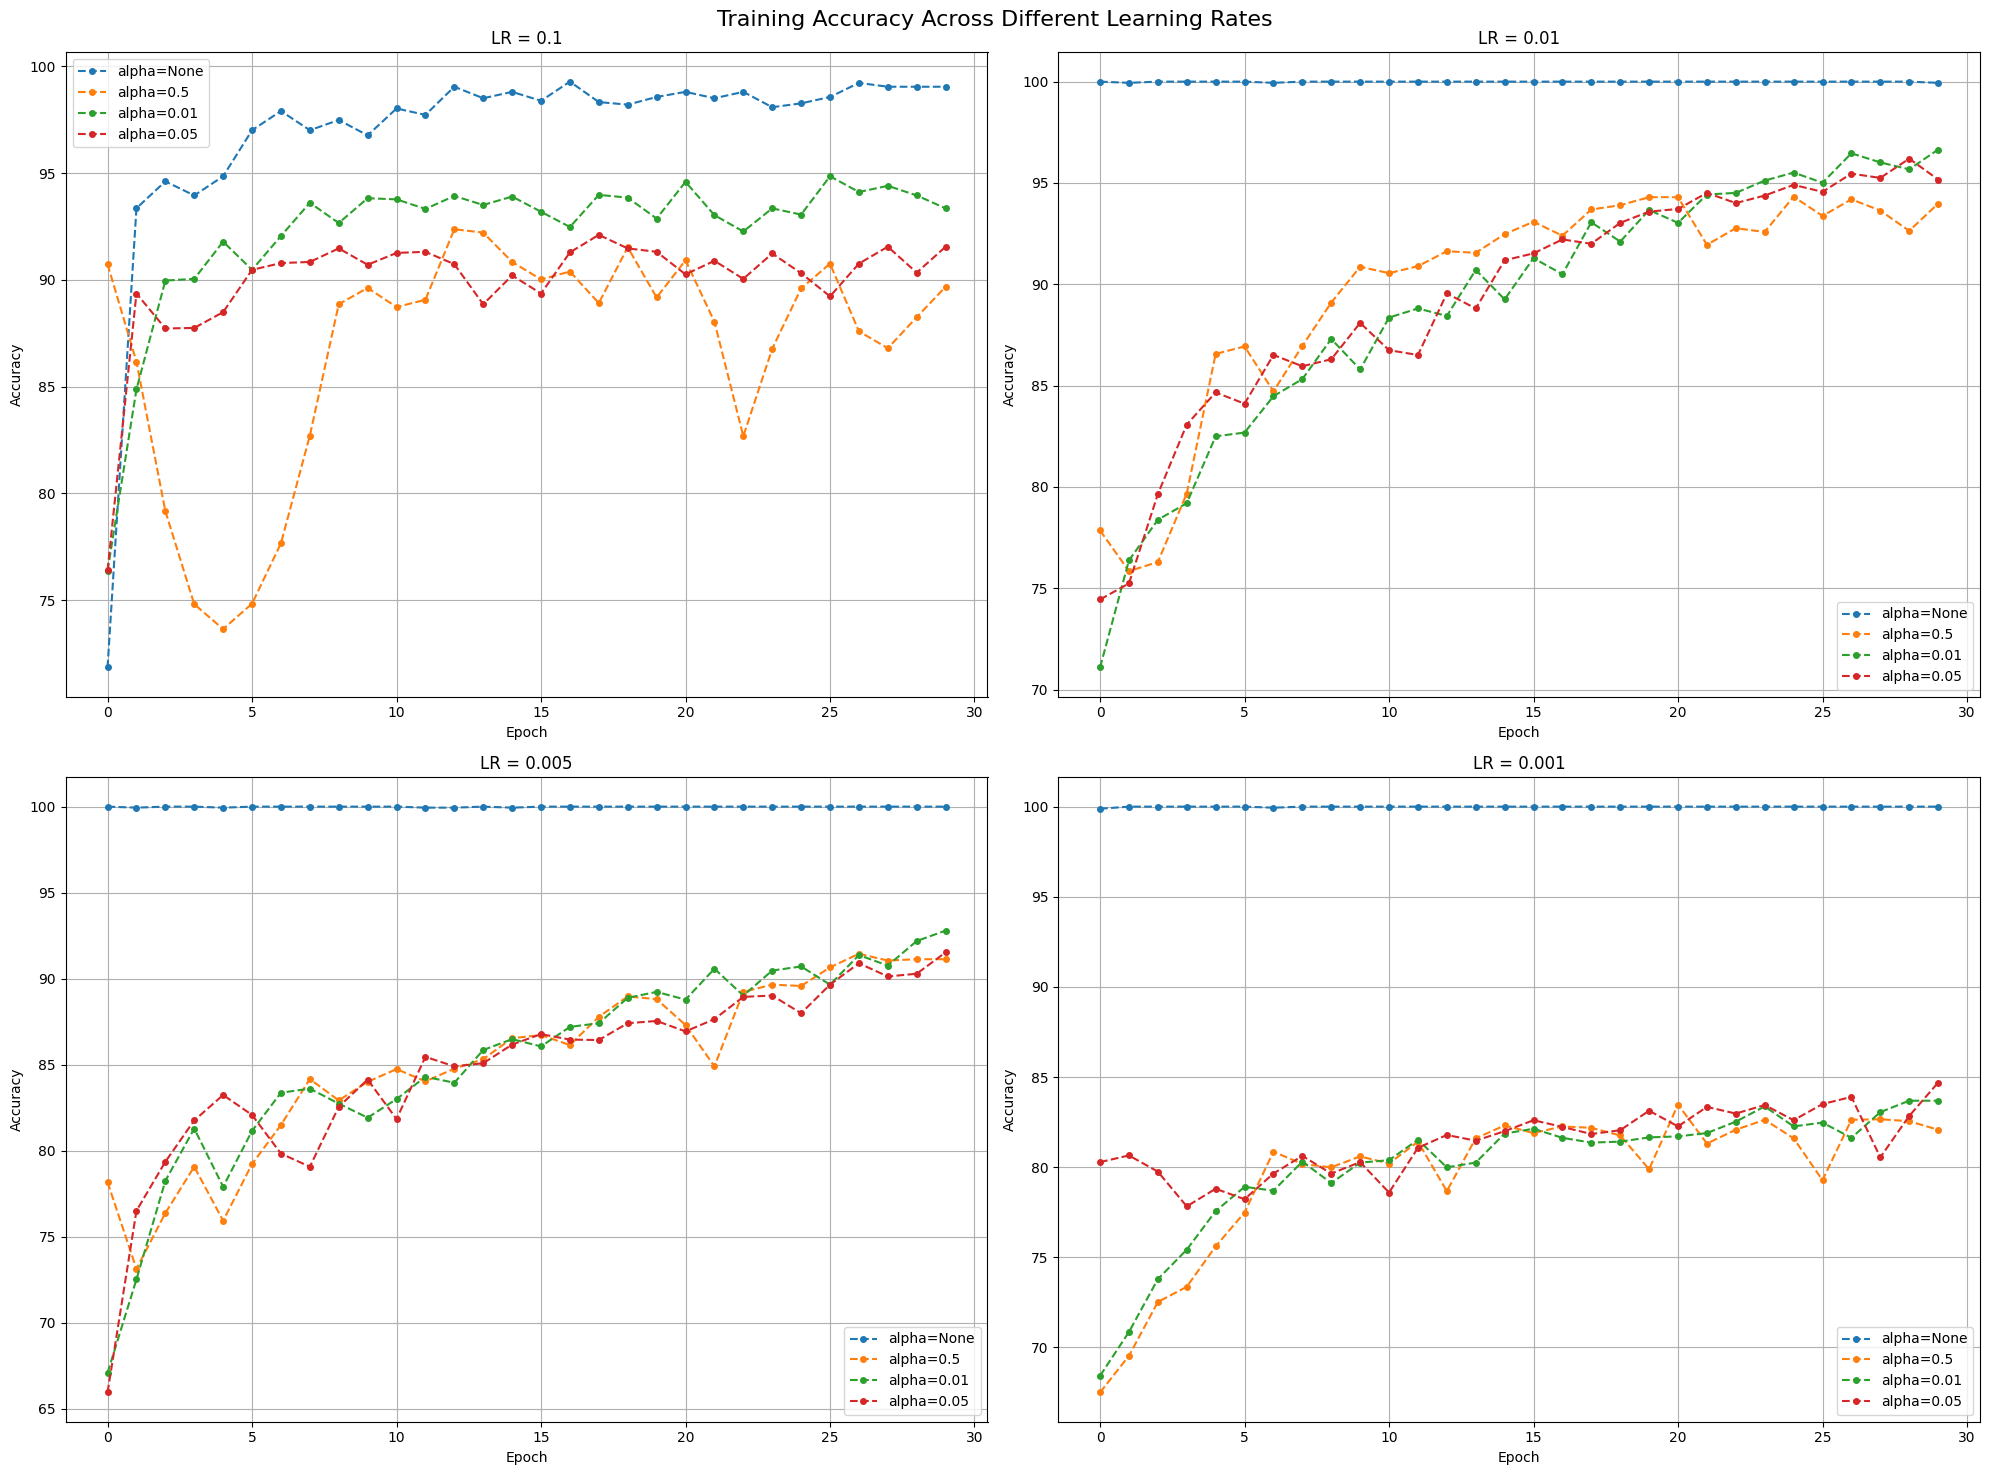 Training Accuracy Across Different Learning Rates
LR = 0.1
100
95
90
85
80
75
Accuracy
alpha=None
alpha=0.5
alpha=0.01
alpha=0.05
0 5 10 15 20 25 30
Epoch
LR = 0.01
100
95
90
85
80
75
70
Accuracy
alpha=None
alpha=0.5
alpha=0.01
alpha=0.05
0 5 10 15 20 25 30
Epoch
LR = 0.005
100
95
90
85
80
75
70
65
Accuracy
alpha=None
alpha=0.5
alpha=0.01
alpha=0.05
0 5 10 15 20 25 30
Epoch
LR = 0.001
100
95
90
85
80
75
70
Accuracy
alpha=None
alpha=0.5
alpha=0.01
alpha=0.05
0 5 10 15 20 25 30
Epoch